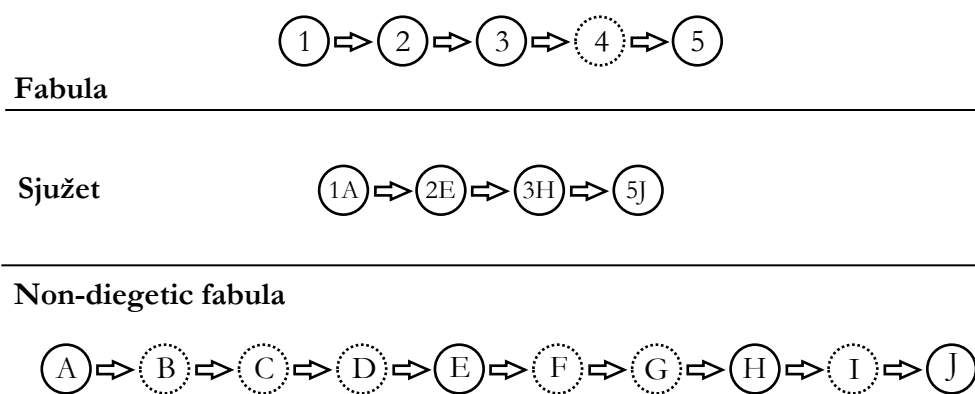 1 2 3 4 5
Fabula
Sjužet 1A 2E 3H 5J
Non-diegetic fabula
A B C D E F G H I J